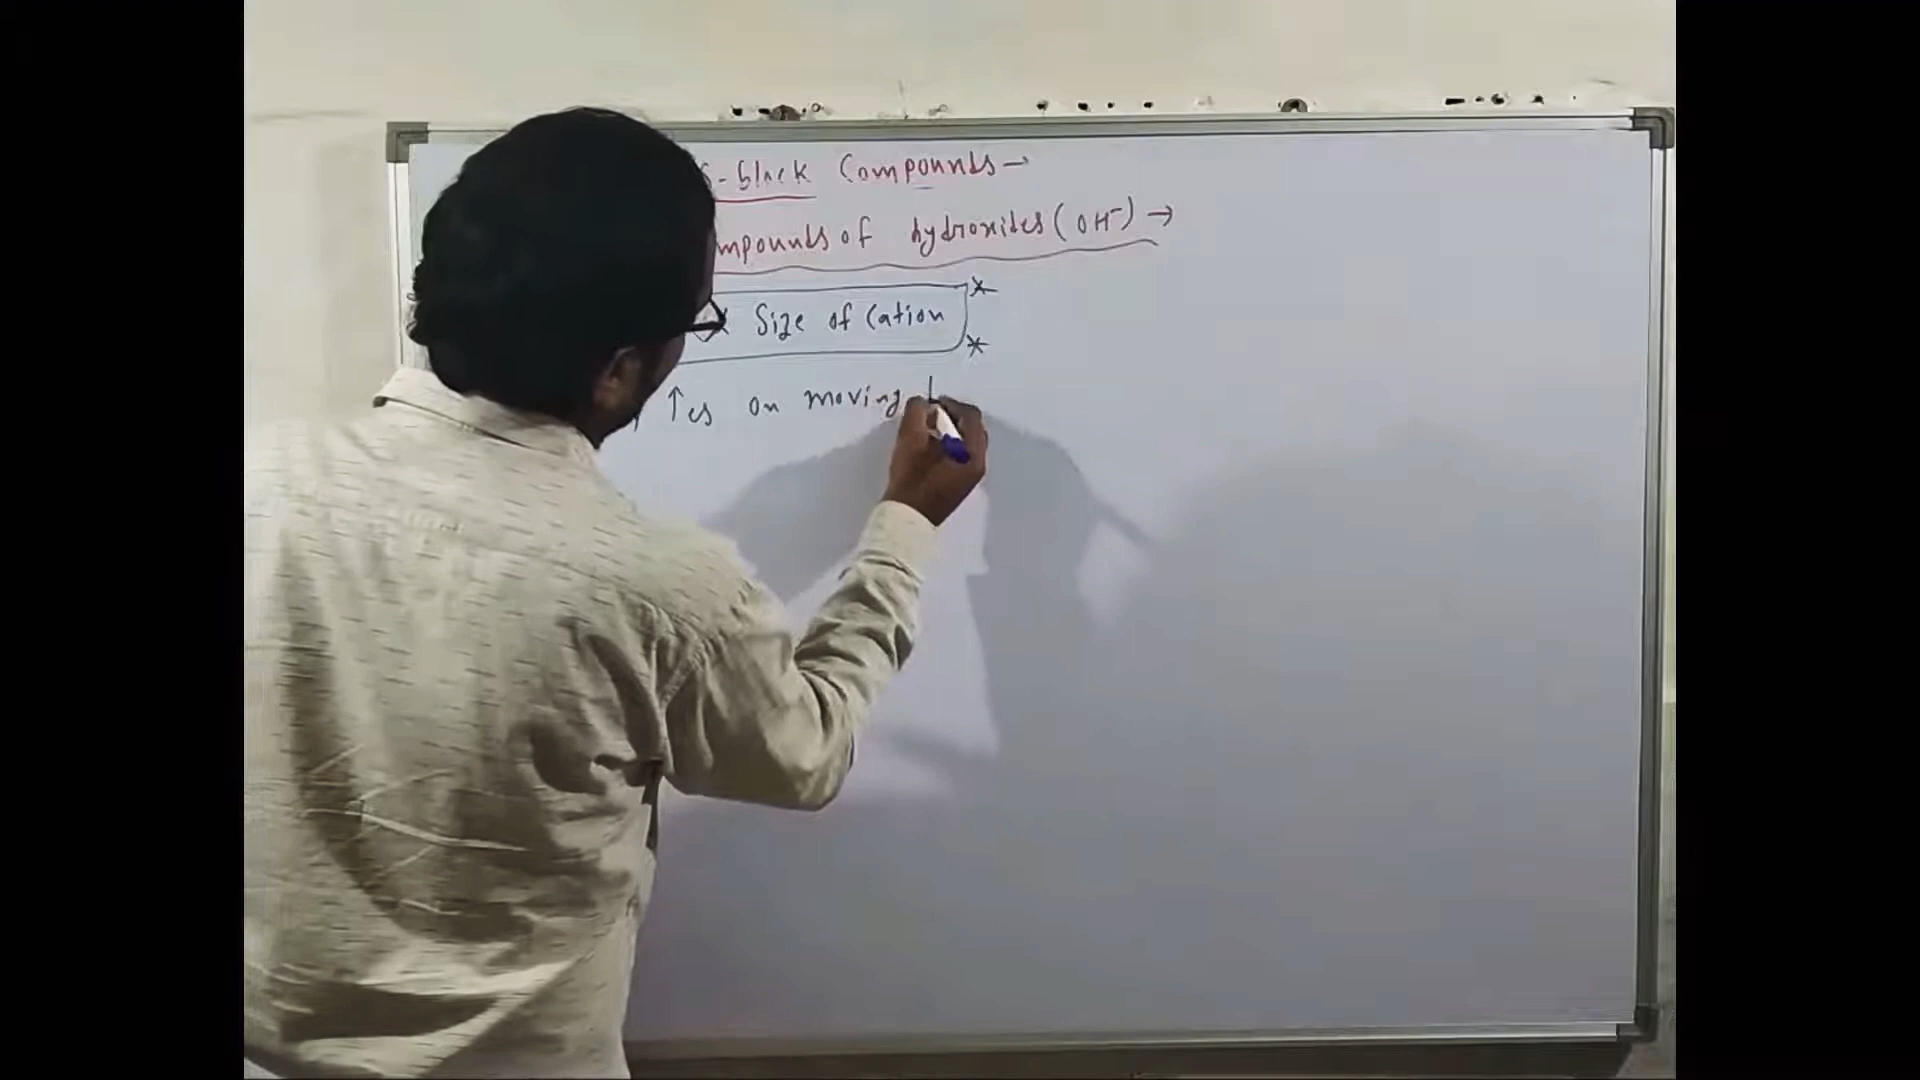 s-block Compounds→
mpounds of hydroxides (OH⁻) →
∝ Size of Cation *
*
↑es on moving